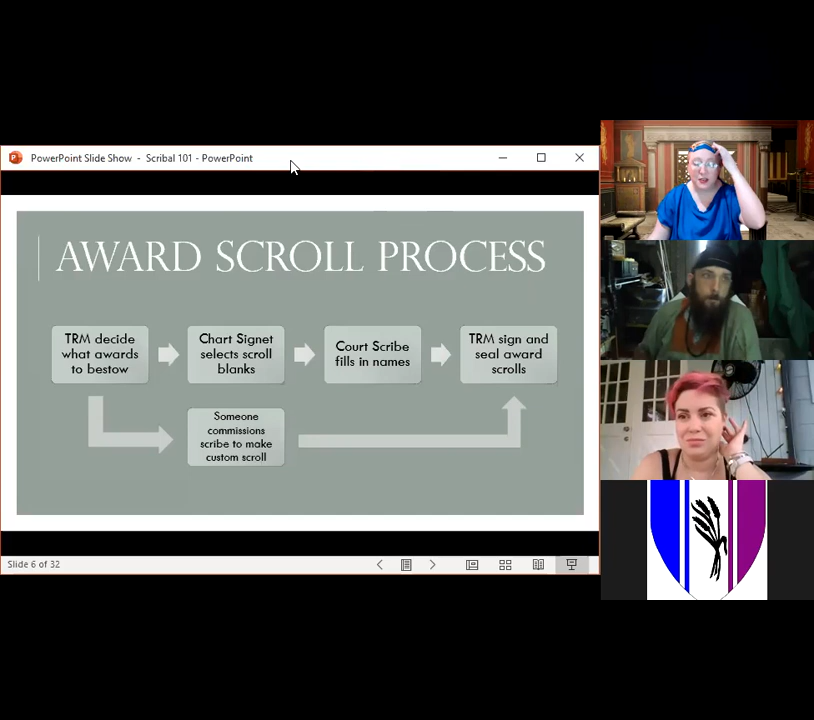 PowerPoint Slide Show - Scribal 101 - PowerPoint
AWARD SCROLL PROCESS
TRM decide
what awards
to bestow
Chart Signet
selects scroll
blanks
Court Scribe
fills in names
TRM sign and
seal award
scrolls
Someone
commissions
scribe to make
custom scroll
Slide 6 of 32